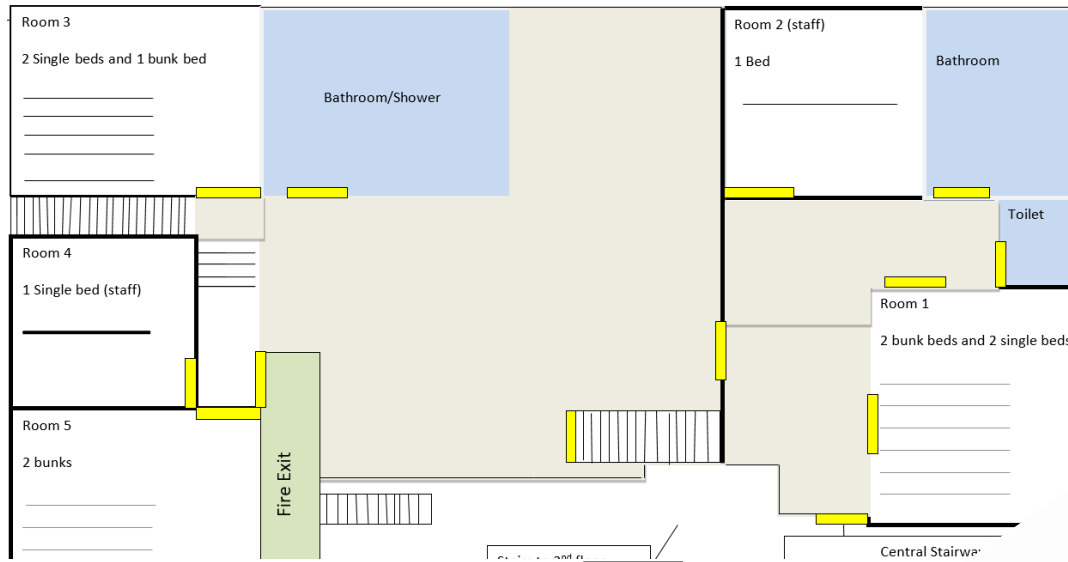 Room 3
2 Single beds and 1 bunk bed
Bathroom/Shower
Room 2 (staff)
1 Bed
Bathroom
Toilet
Room 4
1 Single bed (staff)
Room 1
2 bunk beds and 2 single beds
Room 5
2 bunks
Fire Exit
Central